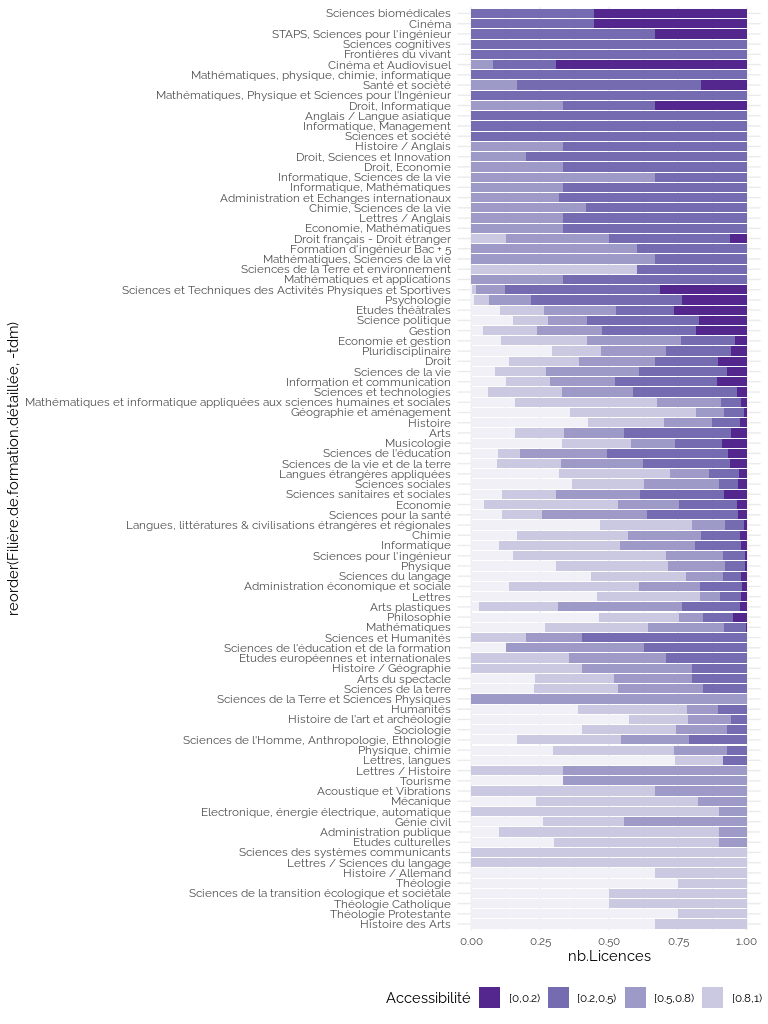 Sciences biomédicales
Cinéma
STAPS, Sciences pour l'ingénieur
Sciences cognitives
Frontières du vivant
Cinéma et Audiovisuel
Mathématiques, physique, chimie, informatique
Santé et société
Mathématiques, Physique et Sciences pour l'Ingénieur
Droit, Informatique
Anglais / Langue asiatique
Informatique, Management
Sciences et société
Histoire / Anglais
Droit, Sciences et Innovation
Droit, Economie
Informatique, Sciences de la vie
Informatique, Mathématiques
Administration et Echanges internationaux
Chimie, Sciences de la vie
Lettres / Anglais
Economie, Mathématiques
Droit français - Droit étranger
Formation d'ingénieur Bac + 5
Mathématiques, Sciences de la vie
Sciences de la Terre et environnement
Mathématiques et applications
Sciences et Techniques des Activités Physiques et Sportives
Psychologie
Etudes théâtrales
Science politique
Gestion
Economie et gestion
Pluridisciplinaire
Droit
Sciences de la vie
Information et communication
Sciences et technologies
Mathématiques et informatique appliquées aux sciences humaines et sociales
Géographie et aménagement
Histoire
Arts
Musicologie
Sciences de l'éducation
Sciences de la vie et de la terre
Langues étrangères appliquées
Sciences sociales
Sciences sanitaires et sociales
Economie
Sciences pour la santé
Langues, littératures & civilisations étrangères et régionales
Chimie
Informatique
Sciences pour l'ingénieur
Physique
Sciences du langage
Administration économique et sociale
Lettres
Arts plastiques
Philosophie
Mathématiques
Sciences et Humanités
Sciences de l'éducation et de la formation
Etudes européennes et internationales
Histoire / Géographie
Arts du spectacle
Sciences de la terre
Sciences de la Terre et Sciences Physiques
Humanités
Histoire de l'art et archéologie
Sociologie
Sciences de l'Homme, Anthropologie, Ethnologie
Physique, chimie
Lettres, langues
Lettres / Histoire
Tourisme
Acoustique et Vibrations
Mécanique
Electronique, énergie électrique, automatique
Génie civil
Administration publique
Etudes culturelles
Sciences des systèmes communicants
Lettres / Sciences du langage
Histoire / Allemand
Théologie
Sciences de la transition écologique et sociétale
Théologie Catholique
Théologie Protestante
Histoire des Arts
reorder(Filière.de.formation.détaillée, -tdm)
0.00 0.25 0.50 0.75 1.00
nb.Licences
Accessibilité [0,0.2) [0.2,0.5) [0.5,0.8) [0.8,1)